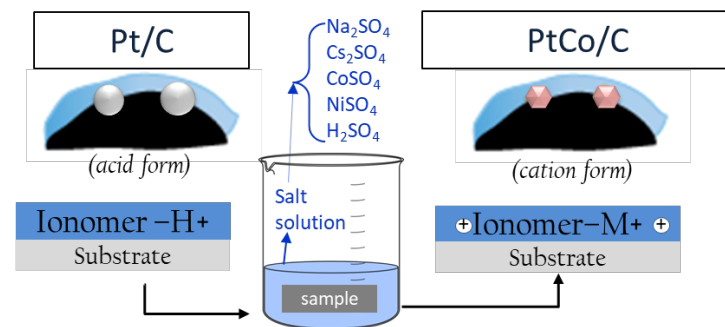 Pt/C
(acid form)
Ionomer –H+
Substrate
Na₂SO₄
Cs₂SO₄
CoSO₄
NiSO₄
H₂SO₄
Salt
solution
sample
PtCo/C
(cation form)
+Ionomer–M+ +
Substrate